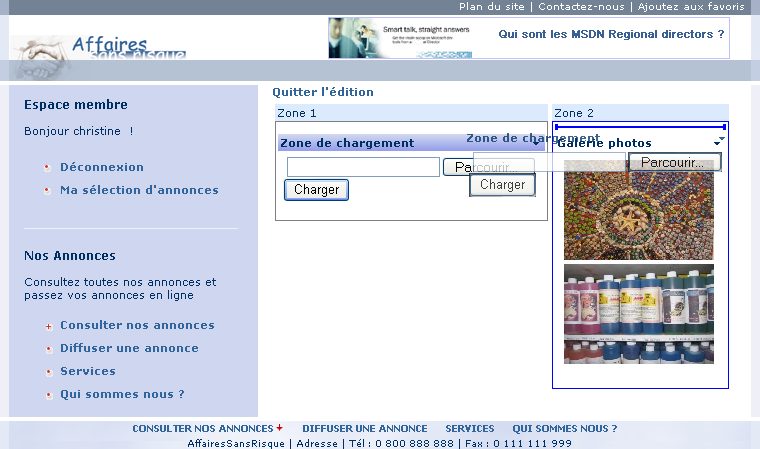 Plan du site | Contactez-nous | Ajoutez aux favoris
Affaires
sans risque
Smart talk, straight answers
Qui sont les MSDN Regional directors ?
Quitter l'édition
Espace membre
Bonjour christine !
Déconnexion
Ma sélection d'annonces
Nos Annonces
Consultez toutes nos annonces et
passez vos annonces en ligne
Consulter nos annonces
Diffuser une annonce
Services
Qui sommes nous ?
Zone 1
Zone de chargement
Parcourir...
Charger
Zone 2
Zone de chargement
Galerie photos
Parcourir...
Charger
CONSULTER NOS ANNONCES DIFFUSER UNE ANNONCE SERVICES QUI SOMMES NOUS ?
AffairesSansRisque | Adresse | Tél : 0 800 888 888 | Fax : 0 111 111 999